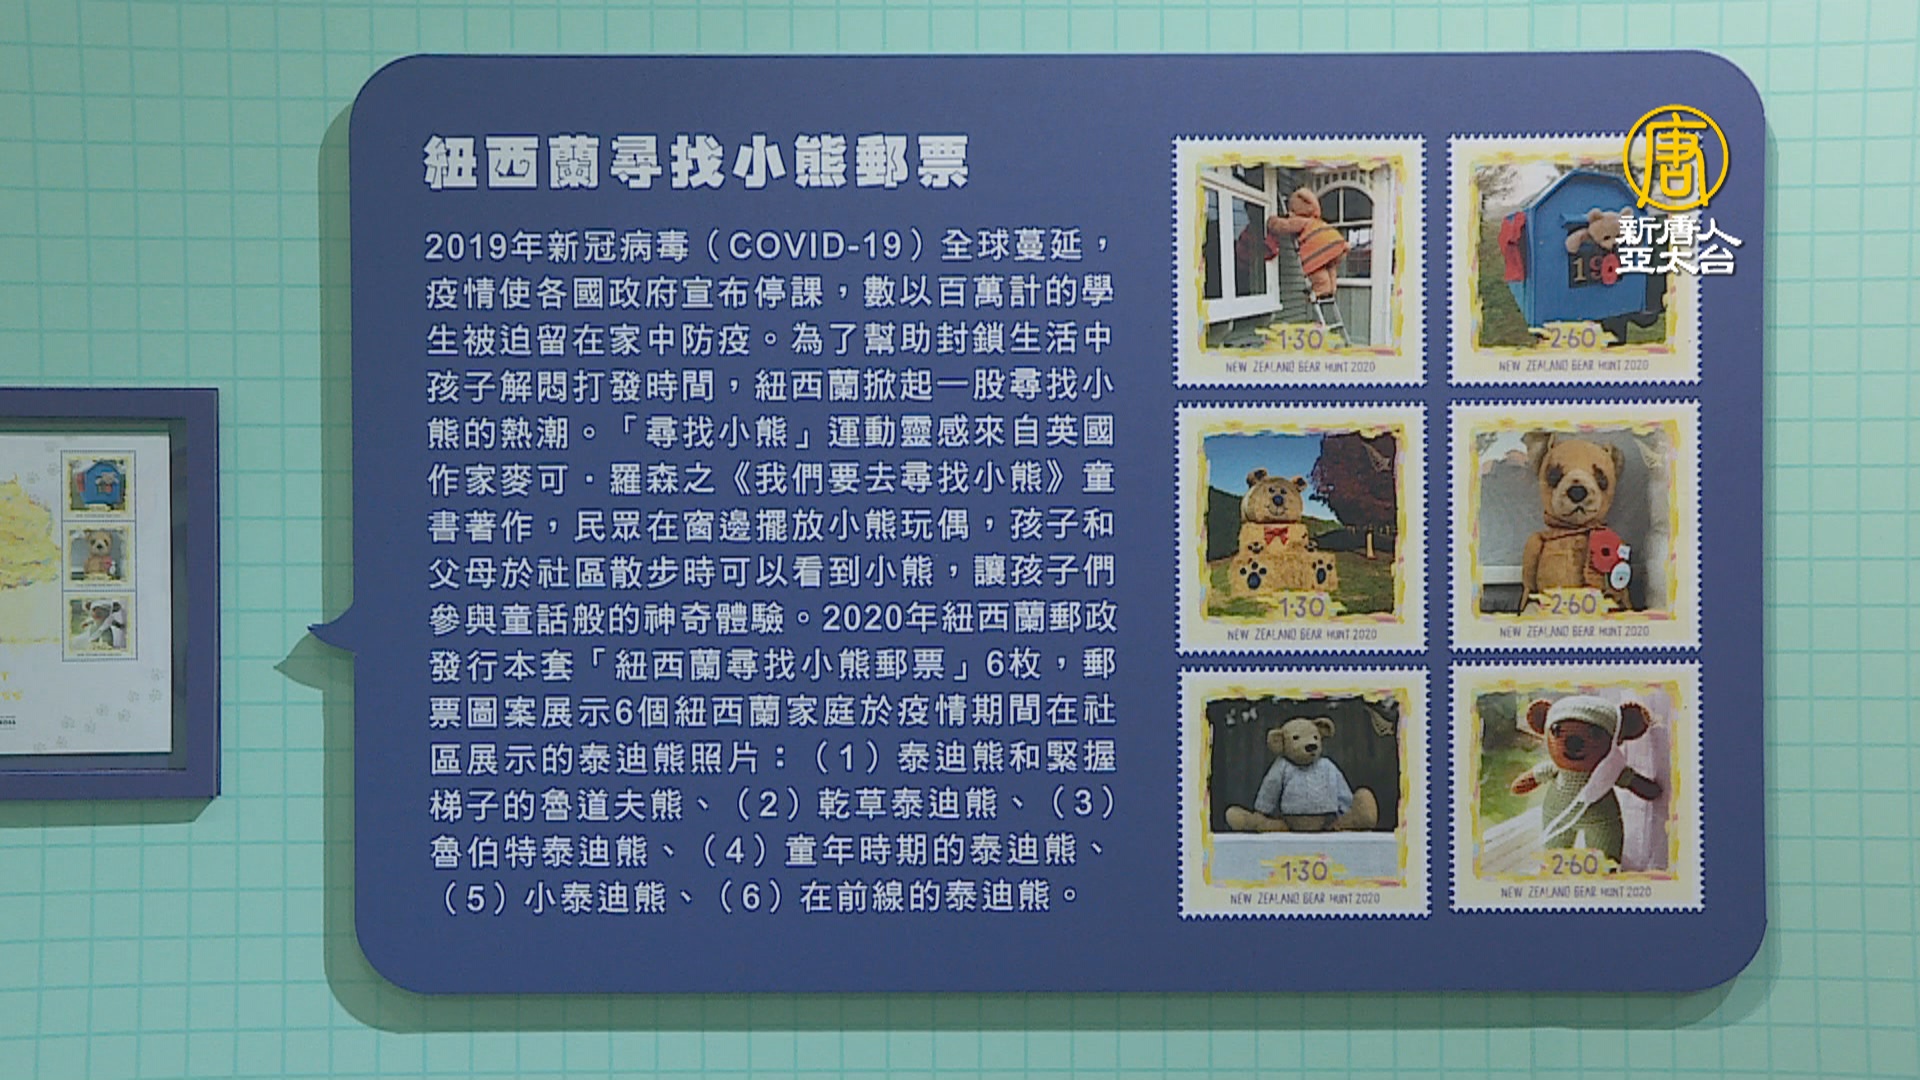 紐西蘭尋找小熊郵票
2019年新冠病毒（COVID-19）全球蔓延，
疫情使各國政府宣布停課，數以百萬計的學
生被迫留在家中防疫。為了幫助封鎖生活中
孩子解悶打發時間，紐西蘭掀起一股尋找小
熊的熱潮。「尋找小熊」運動靈感來自英國
作家麥可．羅森之《我們要去尋找小熊》童
書著作，民眾在窗邊擺放小熊玩偶，孩子和
父母於社區散步時可以看到小熊，讓孩子們
參與童話般的神奇體驗。2020年紐西蘭郵政
發行本套「紐西蘭尋找小熊郵票」6枚，郵
票圖案展示6個紐西蘭家庭於疫情期間在社
區展示的泰迪熊照片：（1）泰迪熊和緊握
梯子的魯道夫熊、（2）乾草泰迪熊、（3）
魯伯特泰迪熊、（4）童年時期的泰迪熊、
（5）小泰迪熊、（6）在前線的泰迪熊。
1·30
NEW ZEALAND BEAR HUNT 2020
19
2·60
NEW ZEALAND BEAR HUNT 2020
1·30
NEW ZEALAND BEAR HUNT 2020
2·60
NEW ZEALAND BEAR HUNT 2020
1·30
NEW ZEALAND BEAR HUNT 2020
2·60
NEW ZEALAND BEAR HUNT 2020
唐
新唐人
亞太台